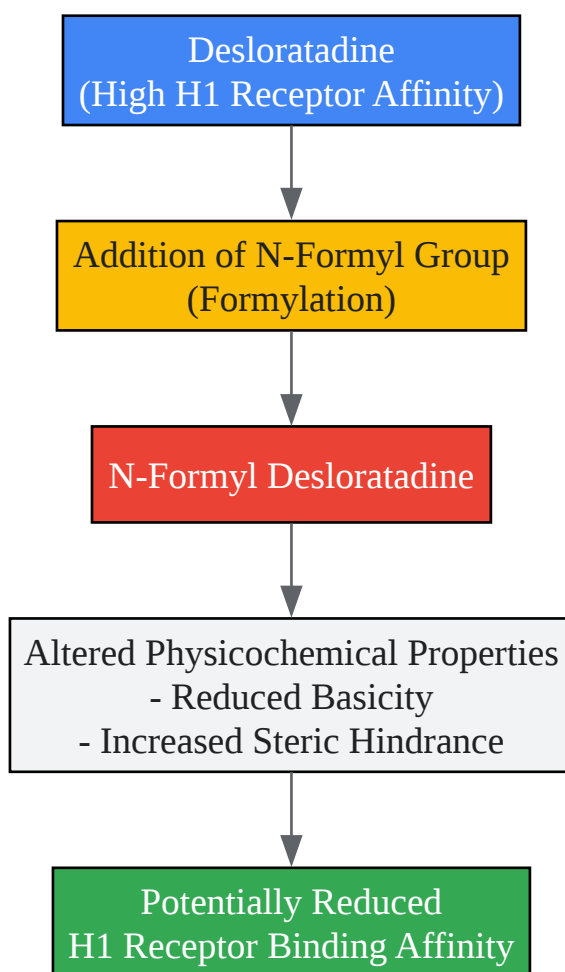 Desloratadine
(High H1 Receptor Affinity)
Addition of N-Formyl Group
(Formylation)
N-Formyl Desloratadine
Altered Physicochemical Properties
- Reduced Basicity
- Increased Steric Hindrance
Potentially Reduced
H1 Receptor Binding Affinity